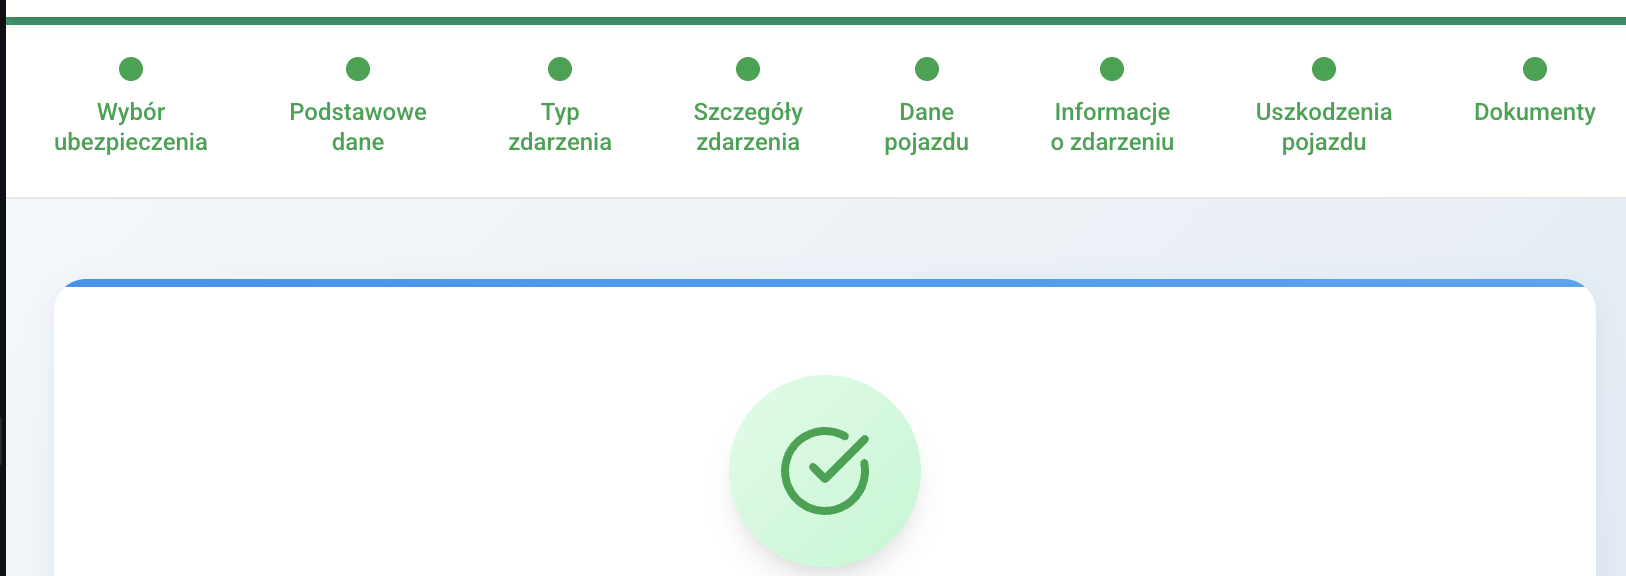 Wybór
ubezpieczenia
Podstawowe
dane
Typ
zdarzenia
Szczegóły
zdarzenia
Dane
pojazdu
Informacje
o zdarzeniu
Uszkodzenia
pojazdu
Dokumenty